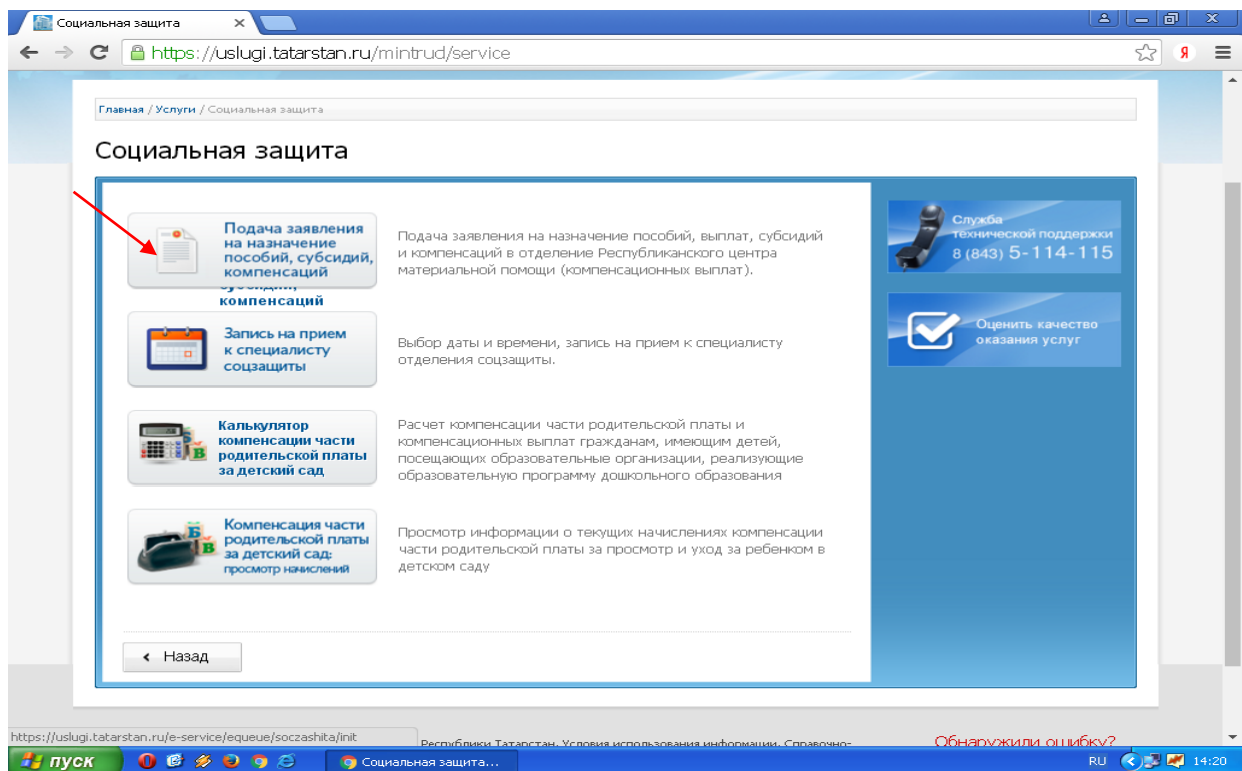 Социальная защита
https://uslugi.tatarstan.ru/mintrud/service
Я
Главная / Услуги / Социальная защита
Социальная защита
Подача заявления
на назначение
пособий, субсидий,
компенсаций
компенсаций
Подача заявления на назначение пособий, выплат, субсидий
и компенсаций в отделение Республиканского центра
материальной помощи (компенсационных выплат).
Служба
технической поддержки
8 (843) 5-114-115
Запись на прием
к специалисту
соцзащиты
Выбор даты и времени, запись на прием к специалисту
отделения соцзащиты.
Оценить качество
оказания услуг
Калькулятор
компенсации части
родительской платы
за детский сад
Расчет компенсации части родительской платы и
компенсационных выплат гражданам, имеющим детей,
посещающих образовательные организации, реализующие
образовательную программу дошкольного образования
Компенсация части
родительской платы
за детский сад:
просмотр начислений
Просмотр информации о текущих начислениях компенсации
части родительской платы за просмотр и уход за ребенком в
детском саду
Назад
https://uslugi.tatarstan.ru/e-service/equeue/soczashita/init
Республики Татарстан. Условия использования информации. Справочно-
Обнаружили ошибку?
пуск
Социальная защита...
RU
14:20